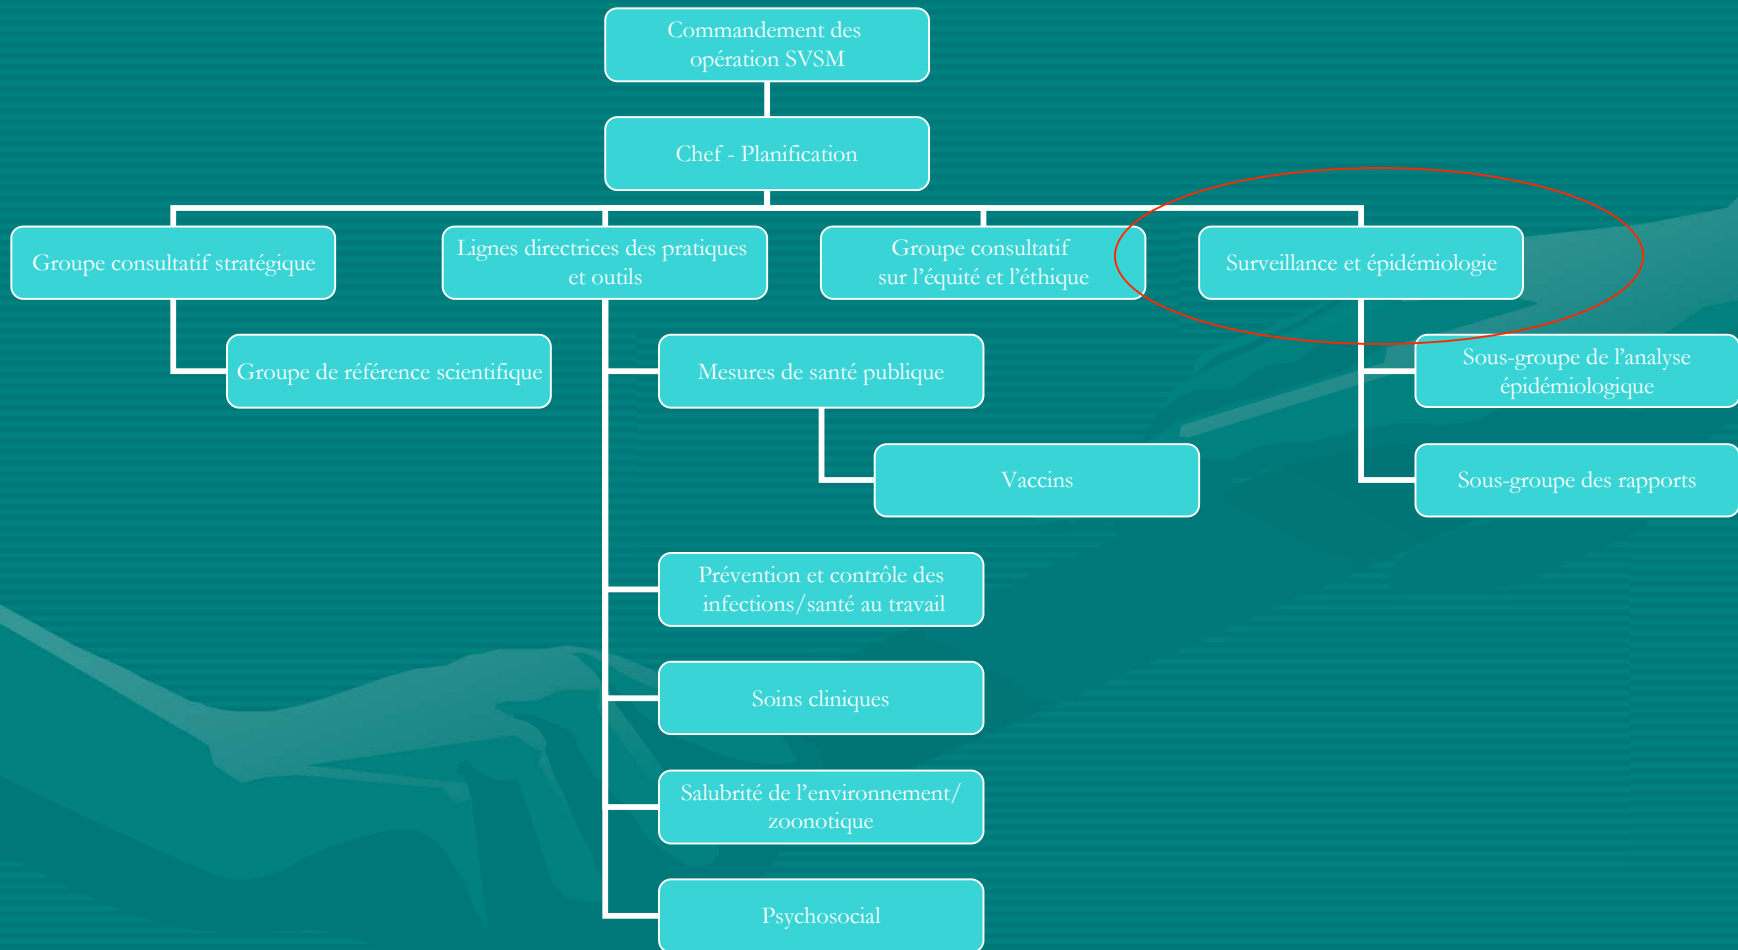 Commandement des
opération SVSM
Chef - Planification
Groupe consultatif stratégique
Lignes directrices des pratiques
et outils
Groupe consultatif
sur l’équité et l’éthique
Surveillance et épidémiologie
Groupe de référence scientifique
Mesures de santé publique
Sous-groupe de l’analyse
épidémiologique
Vaccins
Sous-groupe des rapports
Prévention et contrôle des
infections/santé au travail
Soins cliniques
Salubrité de l’environnement/
zoonotique
Psychosocial